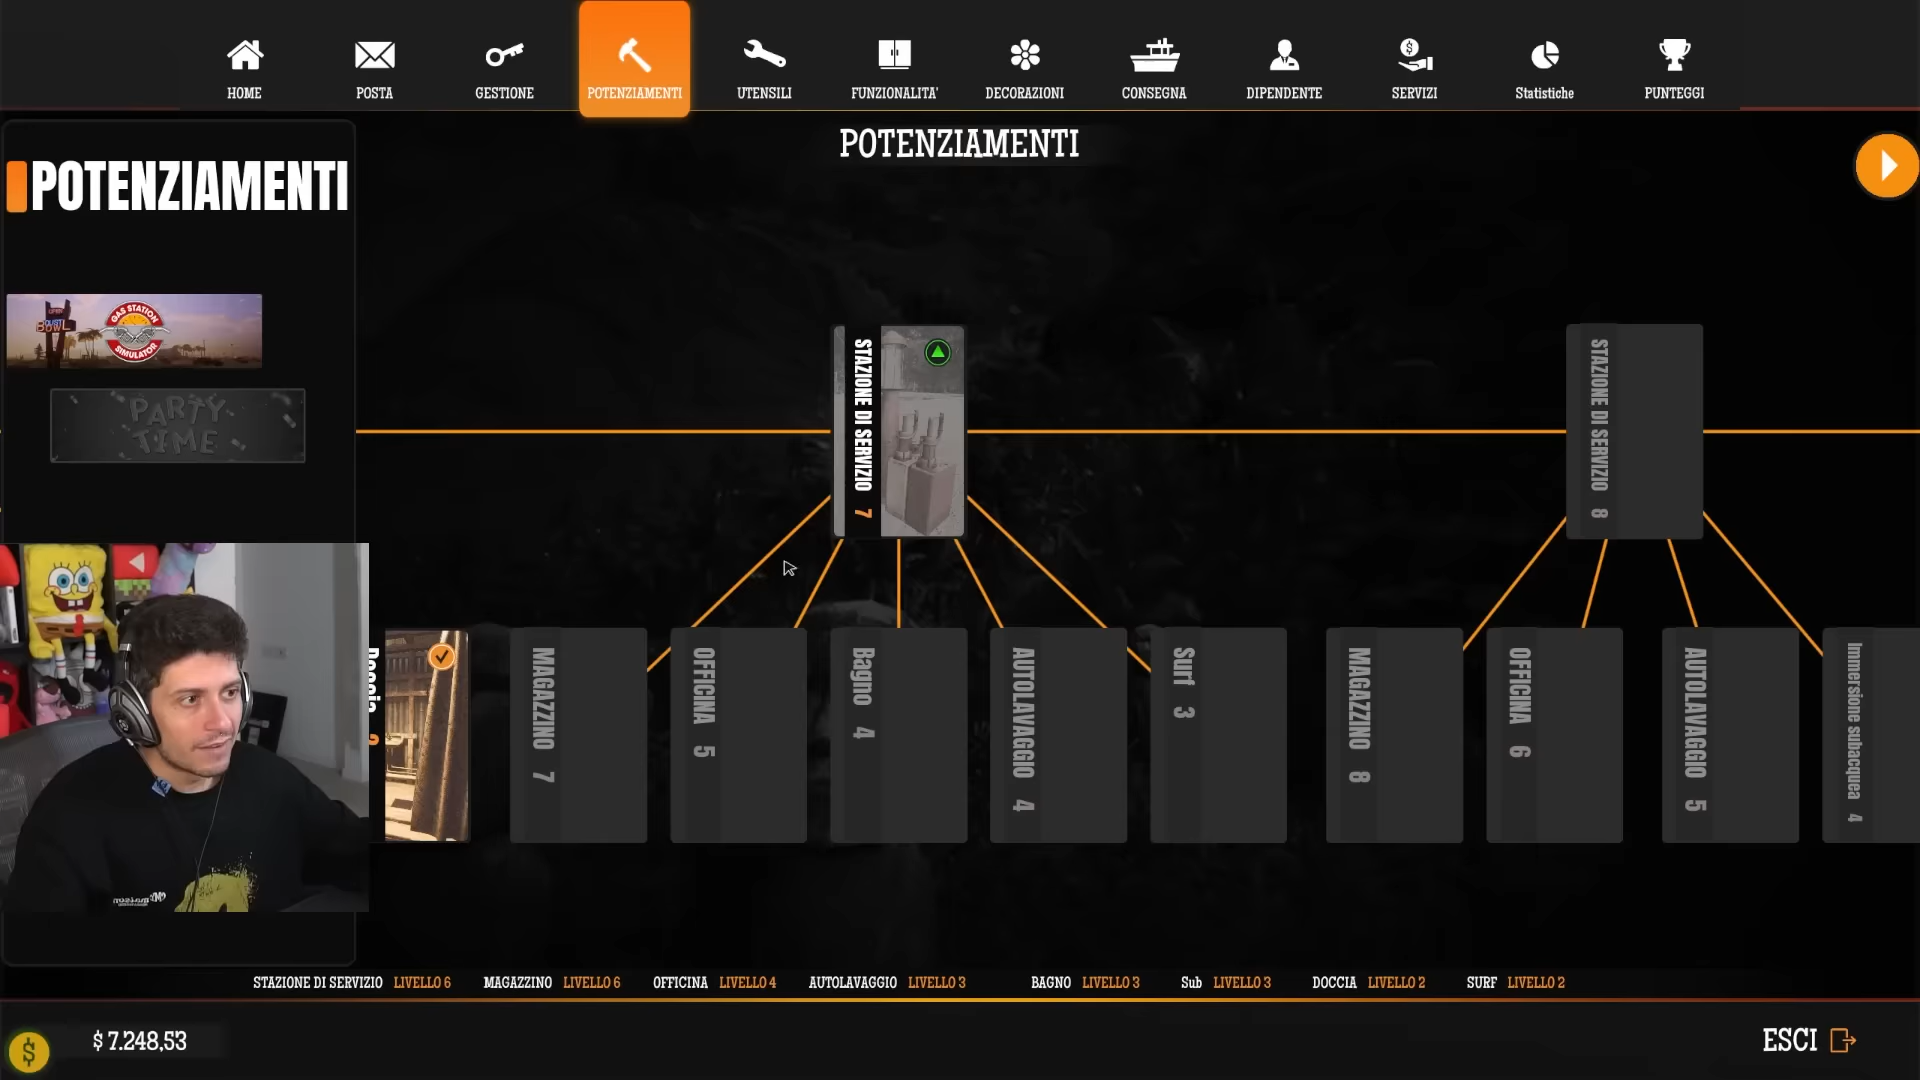 HOME
POSTA
GESTIONE
POTENZIAMENTI
UTENSILI
FUNZIONALITA'
DECORAZIONI
CONSEGNA
DIPENDENTE
SERVIZI
Statistiche
PUNTEGGI
POTENZIAMENTI
POTENZIAMENTI
GAS STATION
SIMULATOR
PARTY
TIME
STAZIONE DI SERVIZIO 7
STAZIONE DI SERVIZIO 8
MAGAZZINO 7
OFFICINA 5
Bagno 4
AUTOLAVAGGIO 4
Surf 3
MAGAZZINO 8
OFFICINA 6
AUTOLAVAGGIO 5
Immersione subacquea 4
STAZIONE DI SERVIZIO LIVELLO 6
MAGAZZINO LIVELLO 6
OFFICINA LIVELLO 4
AUTOLAVAGGIO LIVELLO 3
BAGNO LIVELLO 3
Sub LIVELLO 3
DOCCIA LIVELLO 2
SURF LIVELLO 2
$ 7.248,53
ESCI